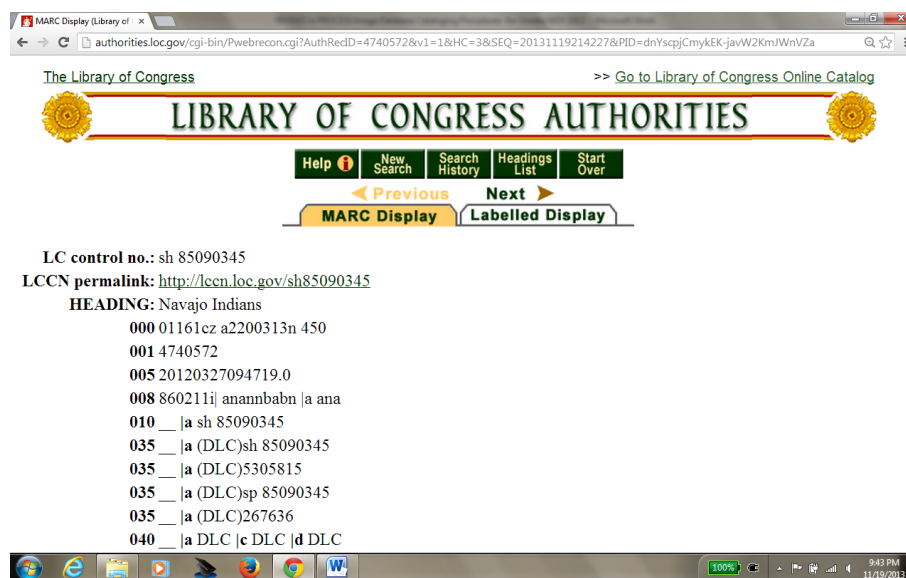 MARC Display (Library of
authorities.loc.gov/cgi-bin/Pwebrecon.cgi?AuthRecID=4740572&v1=1&HC=3&SEQ=20131119214227&PID=dnYscpjCmykEK-javW2KmJWnVZa
The Library of Congress >> Go to Library of Congress Online Catalog
LIBRARY OF CONGRESS AUTHORITIES
Help New Search Search History Headings List Start Over
Previous Next
MARC Display Labelled Display
LC control no.: sh 85090345
LCCN permalink: http://lccn.loc.gov/sh85090345
HEADING: Navajo Indians
000 01161cz a2200313n 450
001 4740572
005 20120327094719.0
008 860211i| anannbabn |a ana
010 __ |a sh 85090345
035 __ |a (DLC)sh 85090345
035 __ |a (DLC)5305815
035 __ |a (DLC)sp 85090345
035 __ |a (DLC)267636
040 __ |a DLC |c DLC |d DLC
100% 9:43 PM
11/19/2013